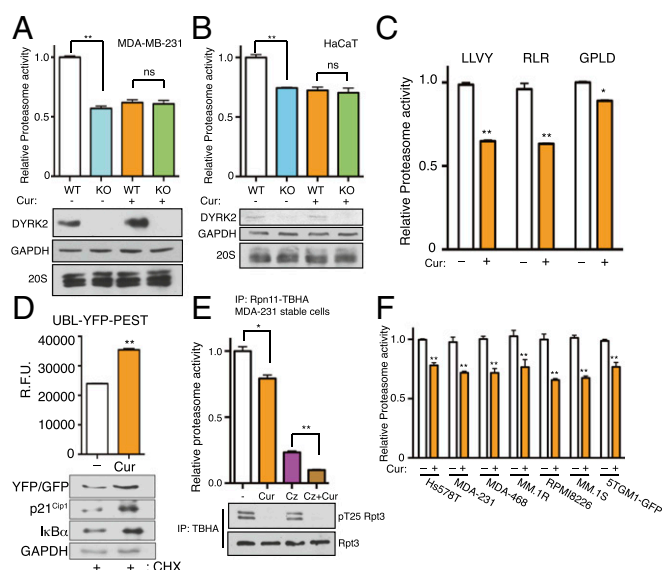 A
MDA-MB-231
Relative Proteasome activity
1.0
0.5
0
**
ns
WT KO WT KO
Cur: - - + +
DYRK2
GAPDH
20S
B
HaCaT
Relative Proteasome activity
1.0
0.5
0
**
ns
WT KO WT KO
Cur: - - + +
DYRK2
GAPDH
20S
C
LLVY RLR GPLD
Relative Proteasome activity
1.0
0.5
0
** ** *
Cur: – + – + – +
D
UBL-YFP-PEST
R.F.U.
40000
30000
20000
10000
0
**
– Cur
YFP/GFP
p21Cip1
IκBα
GAPDH
+ + : CHX
E
IP: Rpn11-TBHA
MDA-231 stable cells
Relative proteasome activity
1.0
0.5
0
*
**
- Cur Cz Cz+Cur
IP: TBHA
pT25 Rpt3
Rpt3
F
Relative Proteasome activity
1.0
0.5
0
** ** ** ** ** ** **
Cur: – + – + – + – + – + – + – +
Hs578T MDA-231 MDA-468 MM.1R RPMI8226 MM.1S 5TGM1-GFP